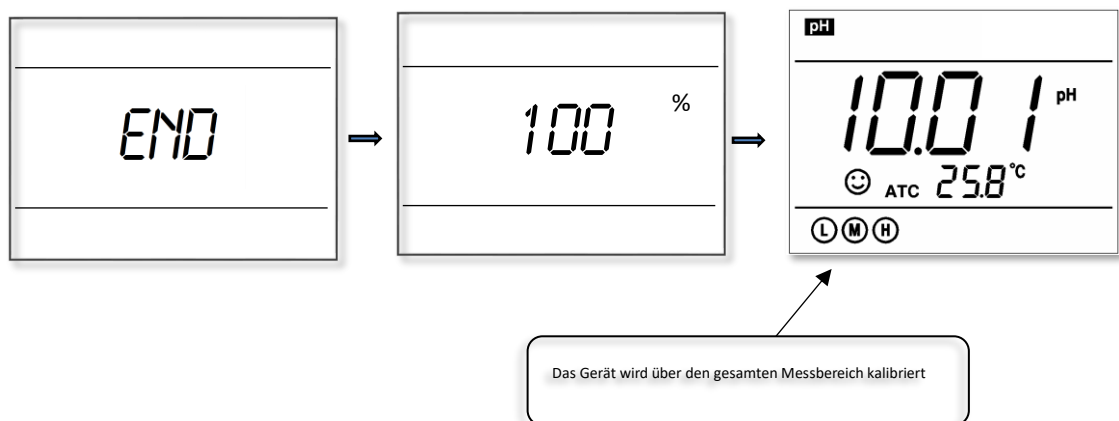 END
100 %
pH
10.01 pH
ATC 25.8 °C
L M H
Das Gerät wird über den gesamten Messbereich kalibriert